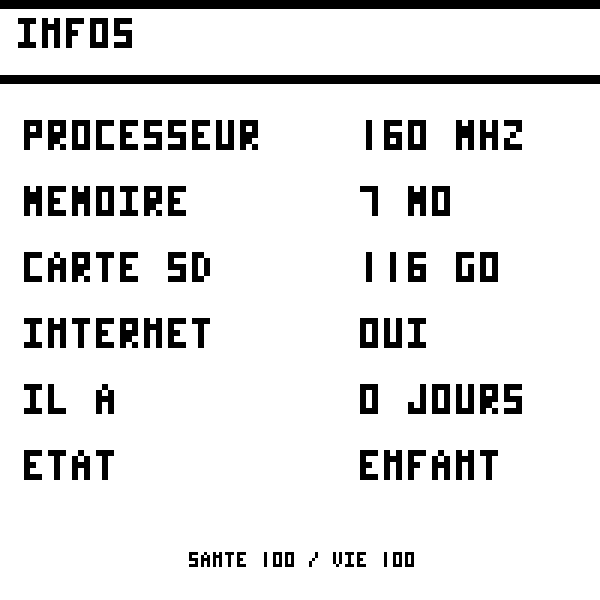 INFOS
PROCESSEUR 160 MHZ
MEMOIRE 7 MO
CARTE SD 116 GO
INTERNET OUI
IL A 0 JOURS
ETAT ENFANT
SANTE 100 / VIE 100